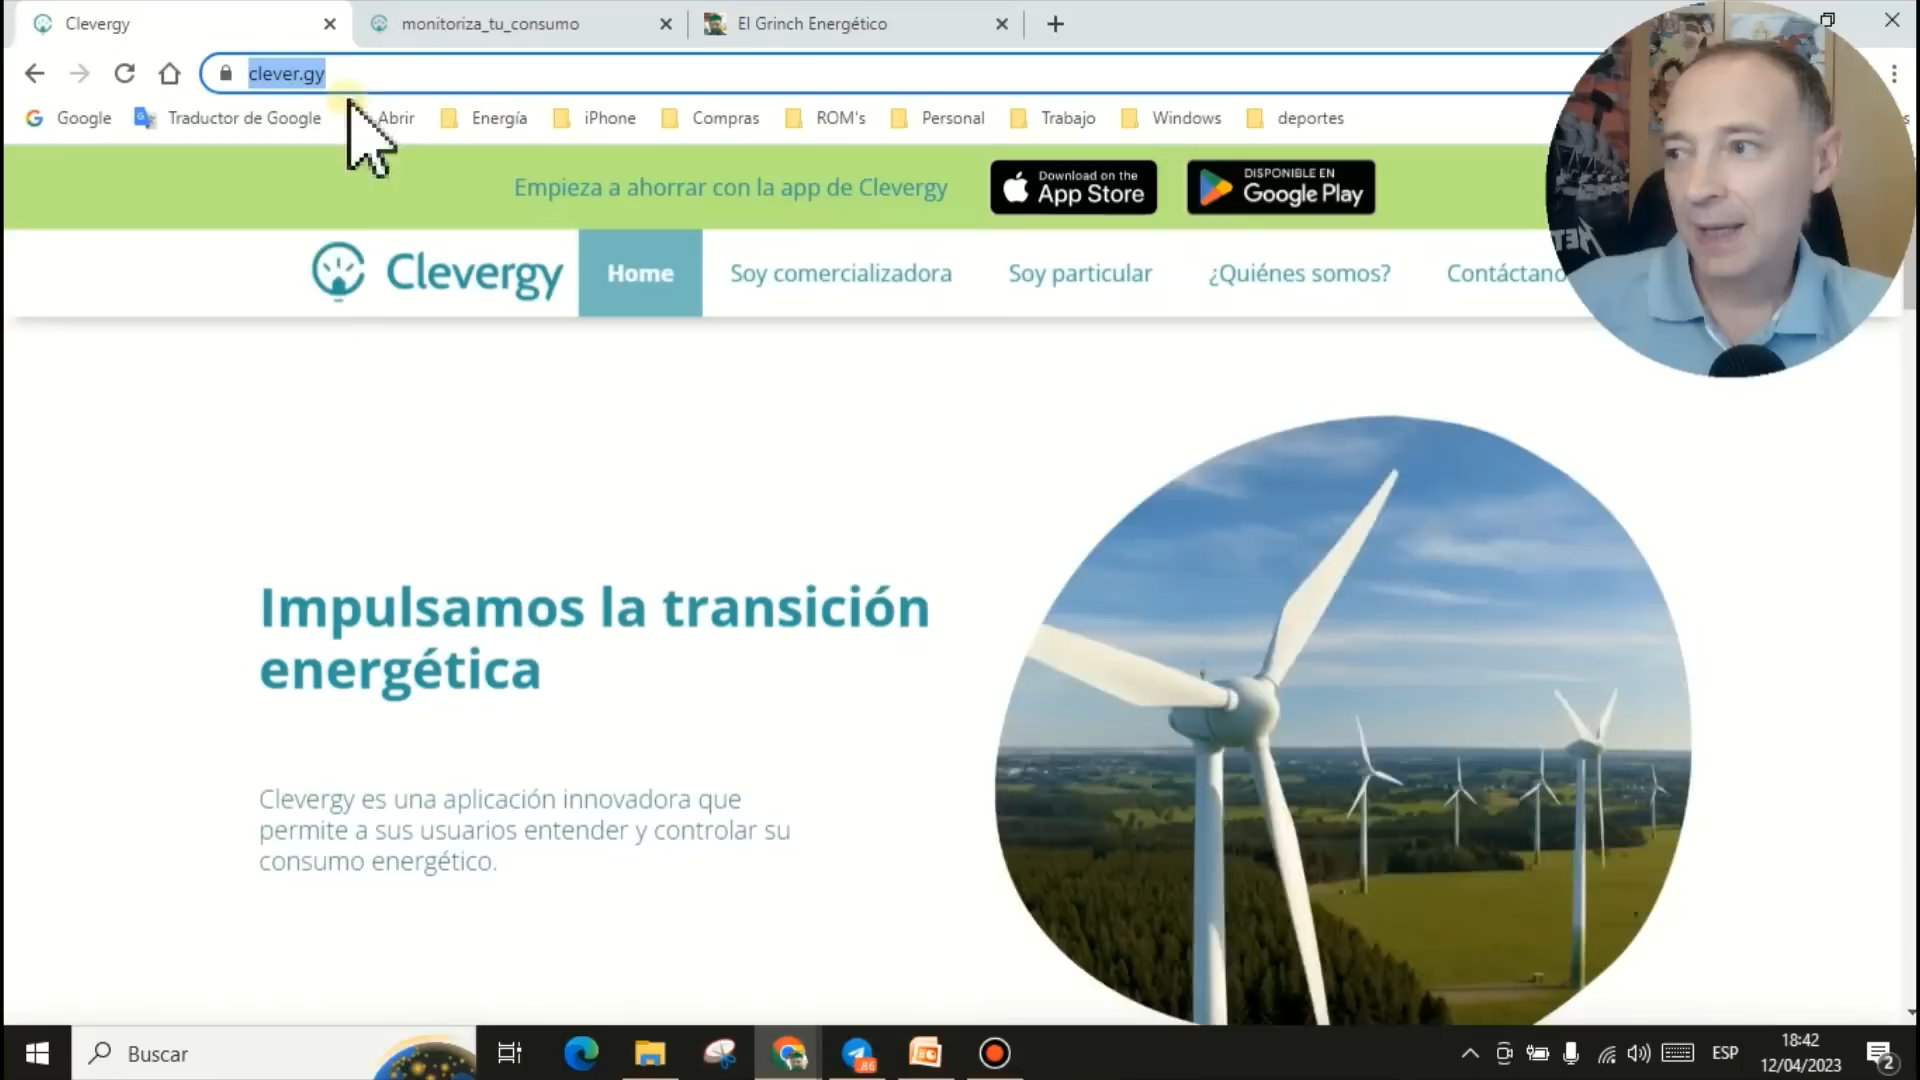 Clevergy
monitoriza_tu_consumo
El Grinch Energético
clever.gy
Google
Traductor de Google
Abrir
Energía
iPhone
Compras
ROM's
Personal
Trabajo
Windows
deportes
Empieza a ahorrar con la app de Clevergy
Download on the
App Store
DISPONIBLE EN
Google Play
Clevergy
Home
Soy comercializadora
Soy particular
¿Quiénes somos?
Contáctano
Impulsamos la transición
energética
Clevergy es una aplicación innovadora que
permite a sus usuarios entender y controlar su
consumo energético.
Buscar
86
ESP
18:42
12/04/2023
2